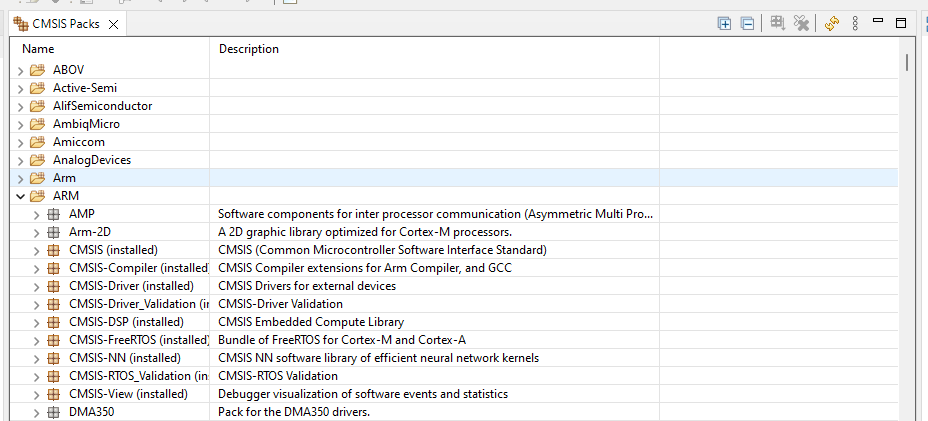 CMSIS Packs
Name Description
ABOV
Active-Semi
AlifSemiconductor
AmbiqMicro
Amiccom
AnalogDevices
Arm
ARM
AMP Software components for inter processor communication (Asymmetric Multi Pro...
Arm-2D A 2D graphic library optimized for Cortex-M processors.
CMSIS (installed) CMSIS (Common Microcontroller Software Interface Standard)
CMSIS-Compiler (installed) CMSIS Compiler extensions for Arm Compiler, and GCC
CMSIS-Driver (installed) CMSIS Drivers for external devices
CMSIS-Driver_Validation (in CMSIS-Driver Validation
CMSIS-DSP (installed) CMSIS Embedded Compute Library
CMSIS-FreeRTOS (installed) Bundle of FreeRTOS for Cortex-M and Cortex-A
CMSIS-NN (installed) CMSIS NN software library of efficient neural network kernels
CMSIS-RTOS_Validation (ins CMSIS-RTOS Validation
CMSIS-View (installed) Debugger visualization of software events and statistics
DMA350 Pack for the DMA350 drivers.